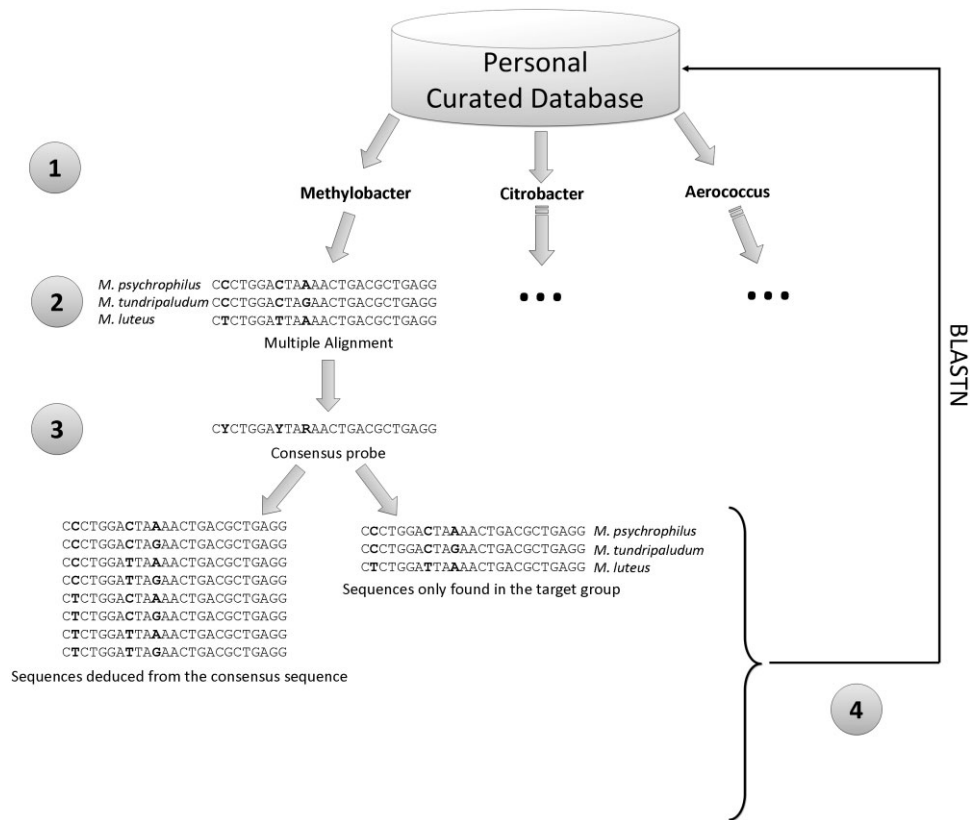 Personal
Curated Database
1
Methylobacter
Citrobacter
Aerococcus
2
M. psychrophilus CCCTGGACTAAAACTGACGCTGAGG
M. tundripaludum CCCTGGACTAGAACTGACGCTGAGG
M. luteus CTCTGGATTAAAACTGACGCTGAGG
Multiple Alignment
...
...
BLASTN
3
CYCTGGAYTARAACTGACGCTGAGG
Consensus probe
CCCTGGACTAAAACTGACGCTGAGG
CCCTGGACTAGAACTGACGCTGAGG
CCCTGGATTAAAACTGACGCTGAGG
CCCTGGATTAGAACTGACGCTGAGG
CTCTGGACTAAAACTGACGCTGAGG
CTCTGGACTAGAACTGACGCTGAGG
CTCTGGATTAAAACTGACGCTGAGG
CTCTGGATTAGAACTGACGCTGAGG
Sequences deduced from the consensus sequence
CCCTGGACTAAAACTGACGCTGAGG M. psychrophilus
CCCTGGACTAGAACTGACGCTGAGG M. tundripaludum
CTCTGGATTAAAACTGACGCTGAGG M. luteus
Sequences only found in the target group
4